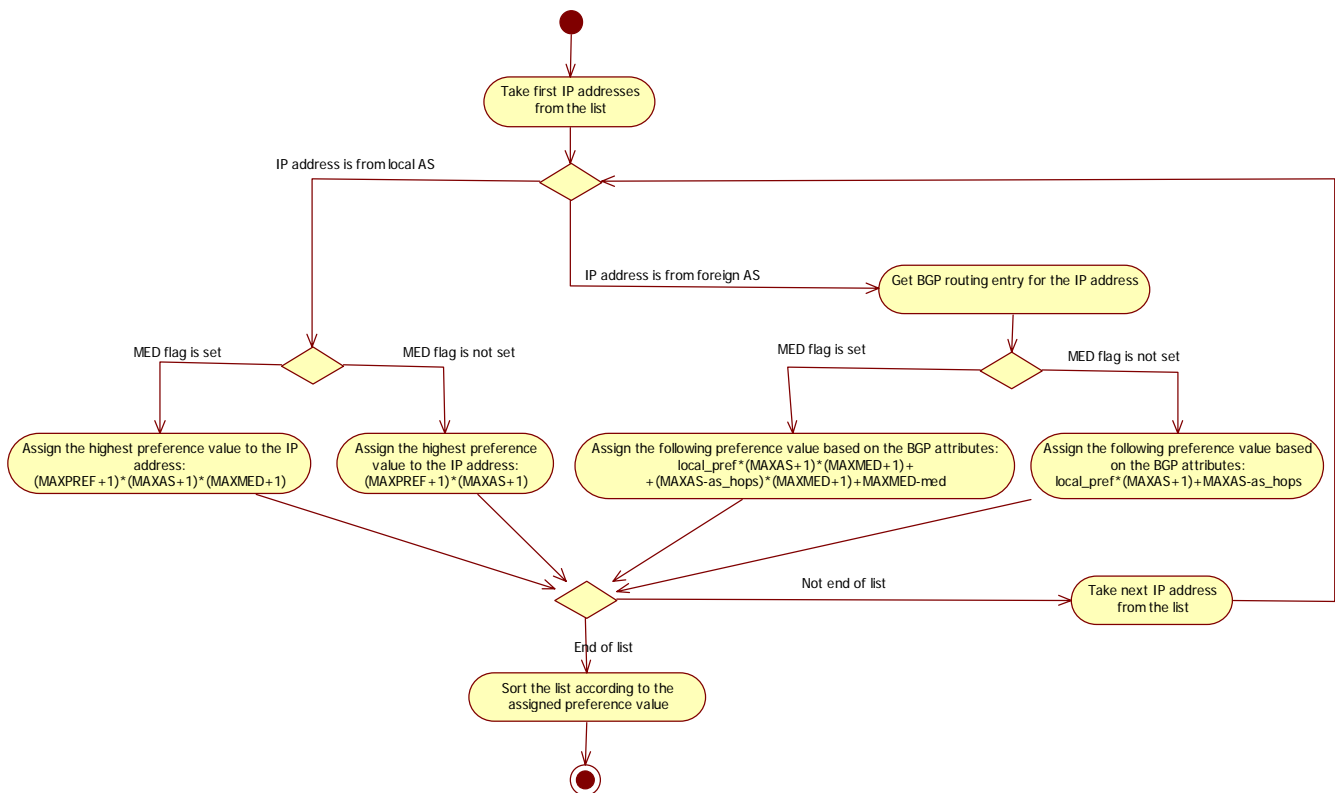 Take first IP addresses
from the list
IP address is from local AS
IP address is from foreign AS
Get BGP routing entry for the IP address
MED flag is set
MED flag is not set
MED flag is set
MED flag is not set
Assign the highest preference value to the IP
address:
(MAXPREF+1)*(MAXAS+1)*(MAXMED+1)
Assign the highest preference
value to the IP address:
(MAXPREF+1)*(MAXAS+1)
Assign the following preference value based on the BGP attributes:
local_pref*(MAXAS+1)*(MAXMED+1)+
+(MAXAS-as_hops)*(MAXMED+1)+MAXMED-med
Assign the following preference value based
on the BGP attributes:
local_pref*(MAXAS+1)+MAXAS-as_hops
Not end of list
Take next IP address
from the list
End of list
Sort the list according to the
assigned preference value